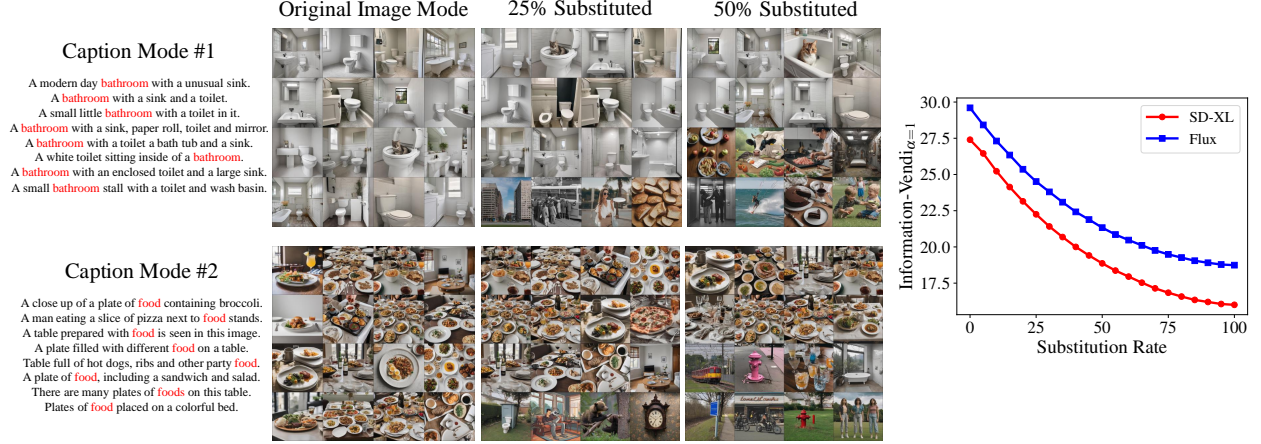 Original Image Mode
25% Substituted
50% Substituted
Caption Mode #1
A modern day bathroom with a unusual sink.
A bathroom with a sink and a toilet.
A small little bathroom with a toilet in it.
A bathroom with a sink, paper roll, toilet and mirror.
A bathroom with a toilet a bath tub and a sink.
A white toilet sitting inside of a bathroom.
A bathroom with an enclosed toilet and a large sink.
A small bathroom stall with a toilet and wash basin.
Caption Mode #2
A close up of a plate of food containing broccoli.
A man eating a slice of pizza next to food stands.
A table prepared with food is seen in this image.
A plate filled with different food on a table.
Table full of hot dogs, ribs and other party food.
A plate of food, including a sandwich and salad.
There are many plates of foods on this table.
Plates of food placed on a colorful bed.
30.0
27.5
25.0
22.5
20.0
17.5
Information-Vendiα=1
SD-XL
Flux
0
25
50
75
100
Substitution Rate